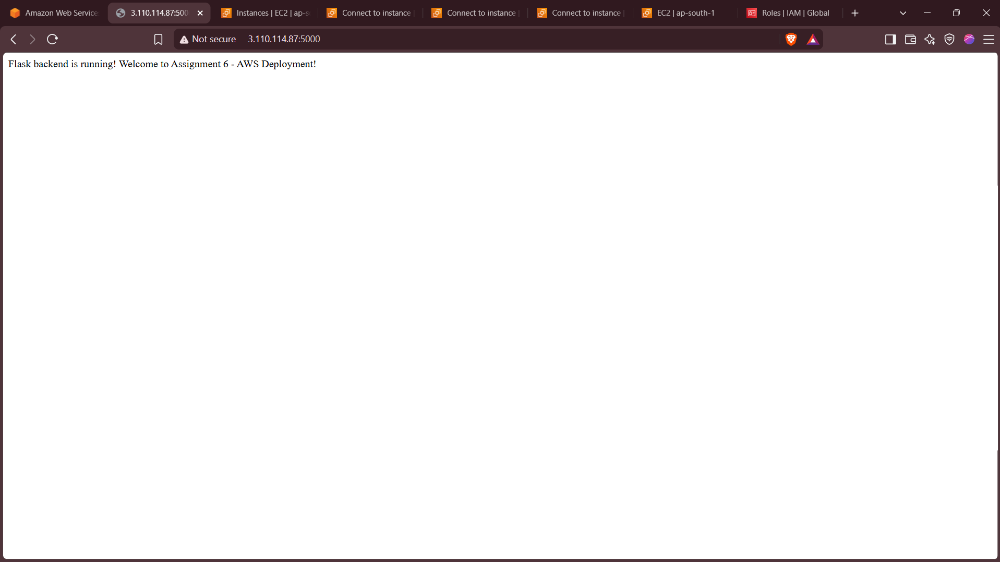 Amazon Web Service
3.110.114.87:500
Instances | EC2 | ap-s
Connect to instance
Connect to instance
Connect to instance
EC2 | ap-south-1
Roles | IAM | Global
Not secure 3.110.114.87:5000
Flask backend is running! Welcome to Assignment 6 - AWS Deployment!